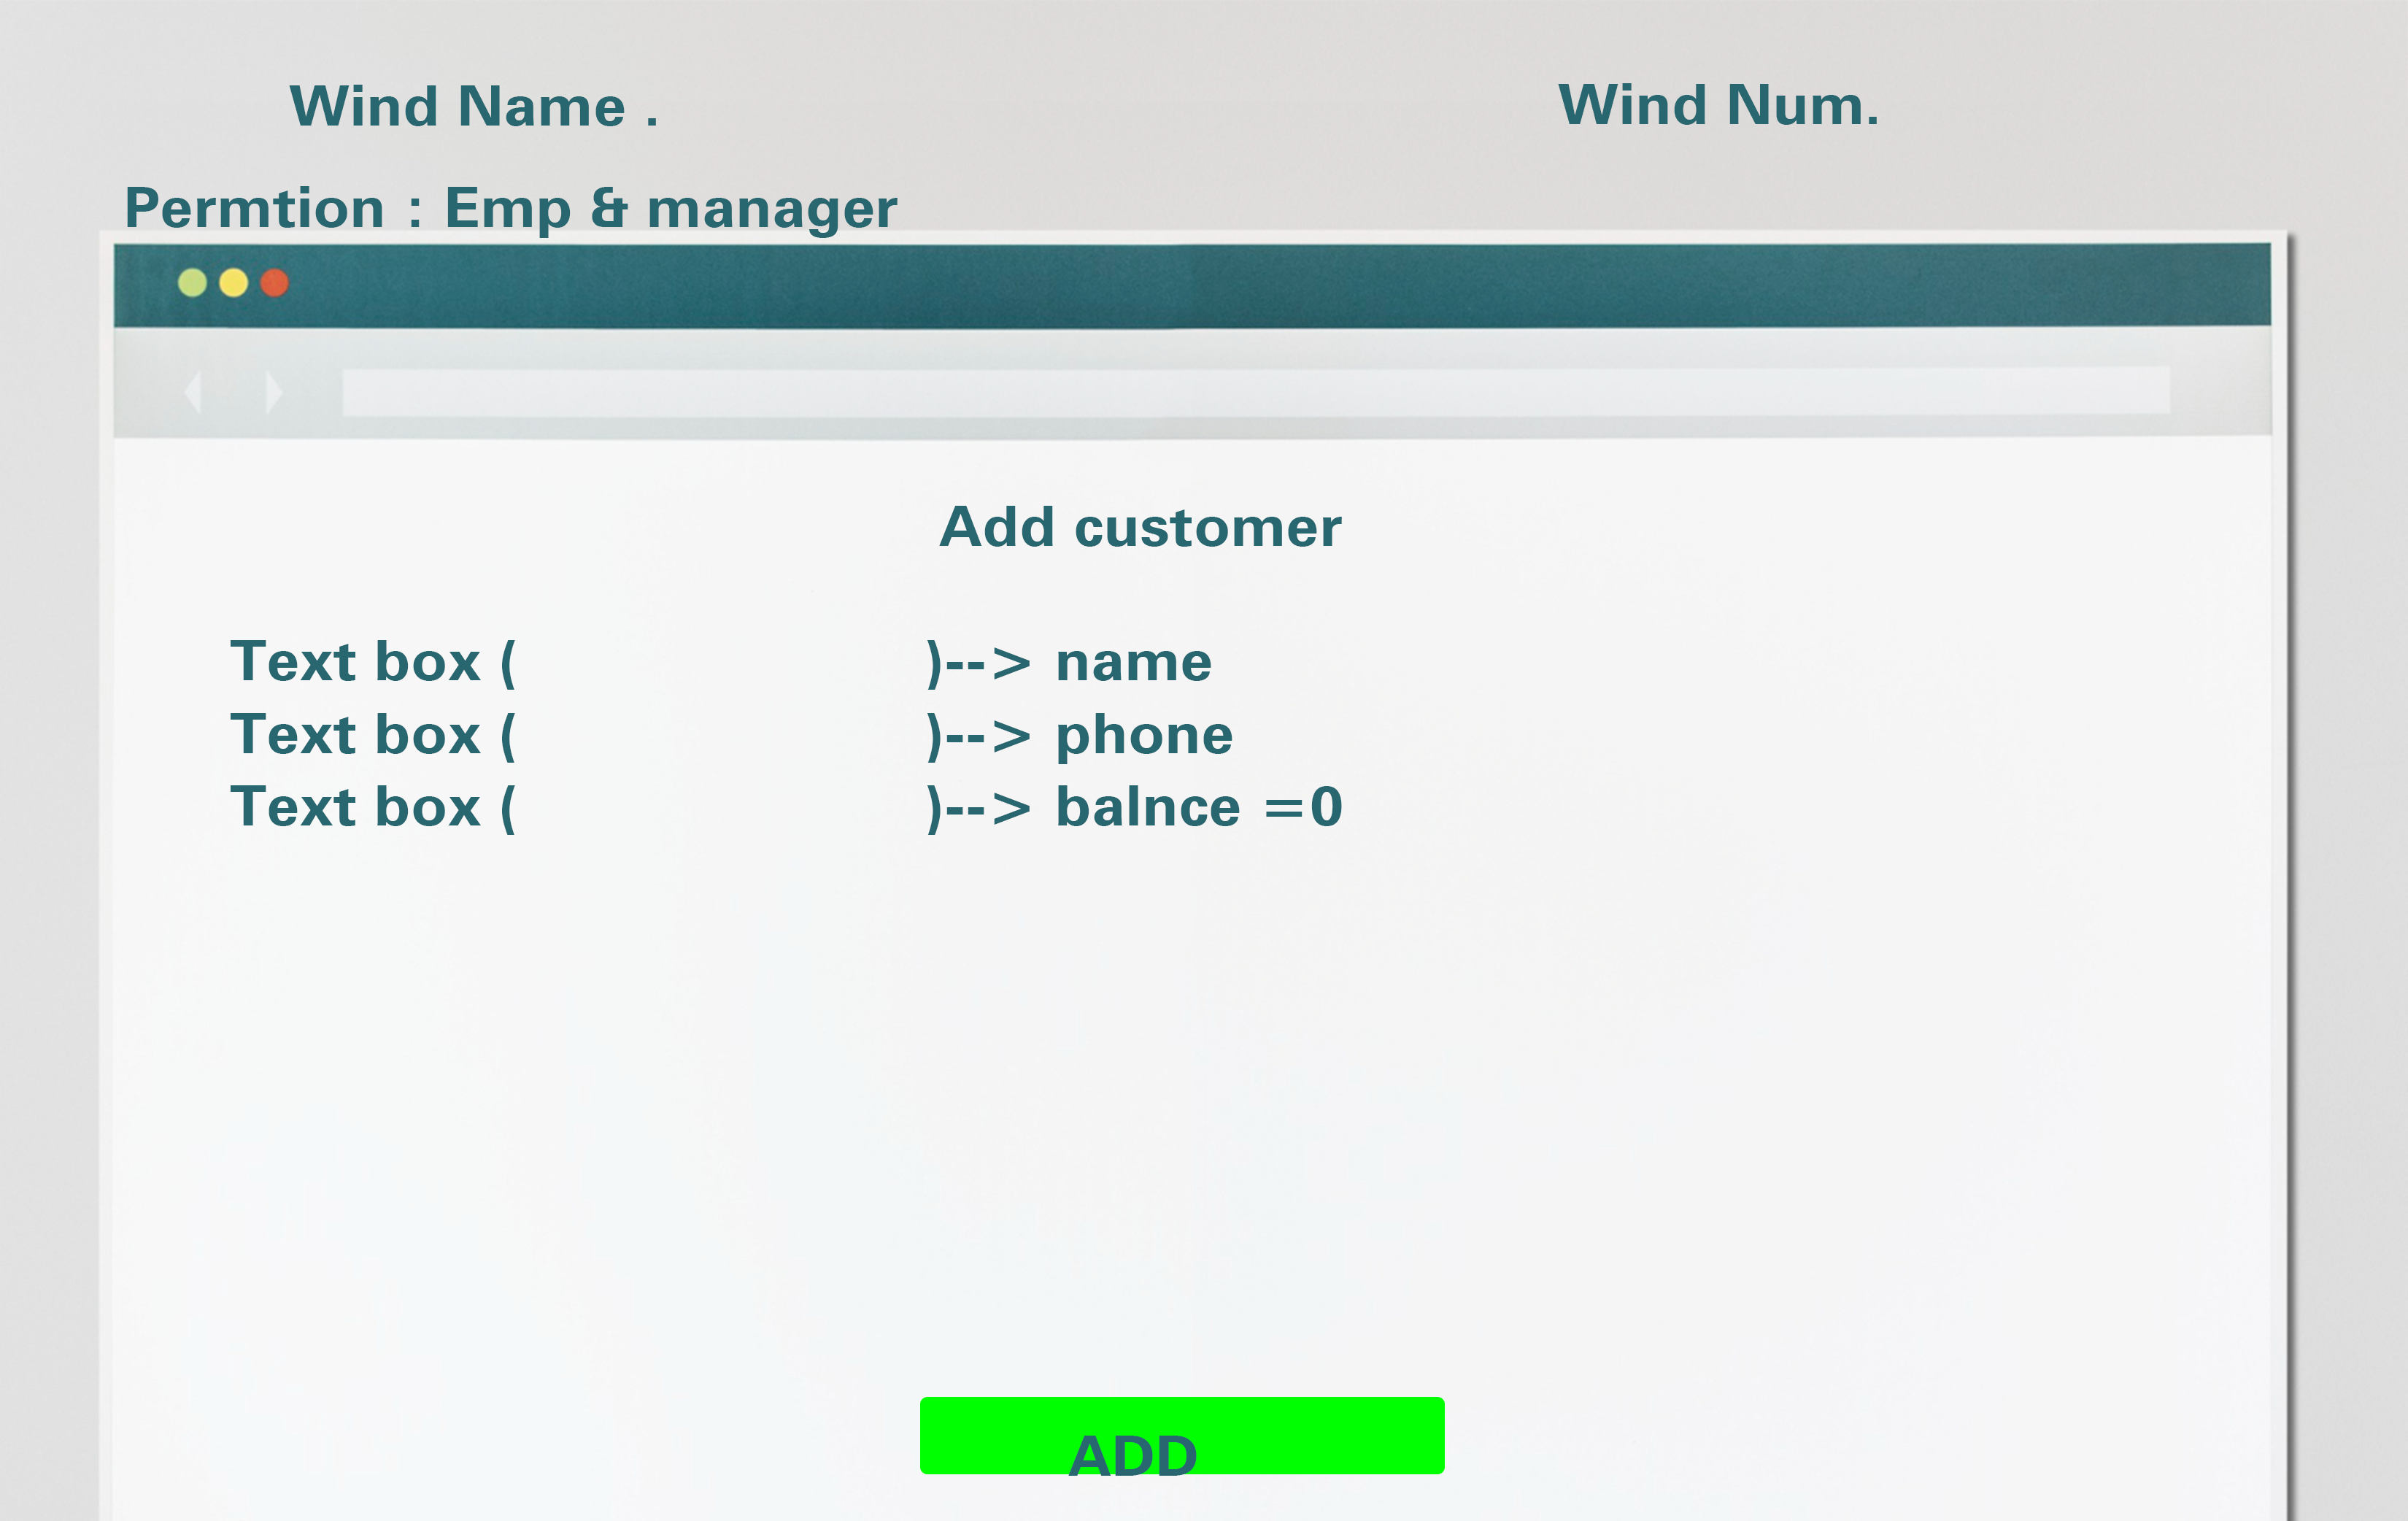 Wind Name .
Wind Num.
Permtion : Emp & manager
Add customer
Text box (                    )--> name
Text box (                    )--> phone
Text box (                    )--> balnce =0
ADD